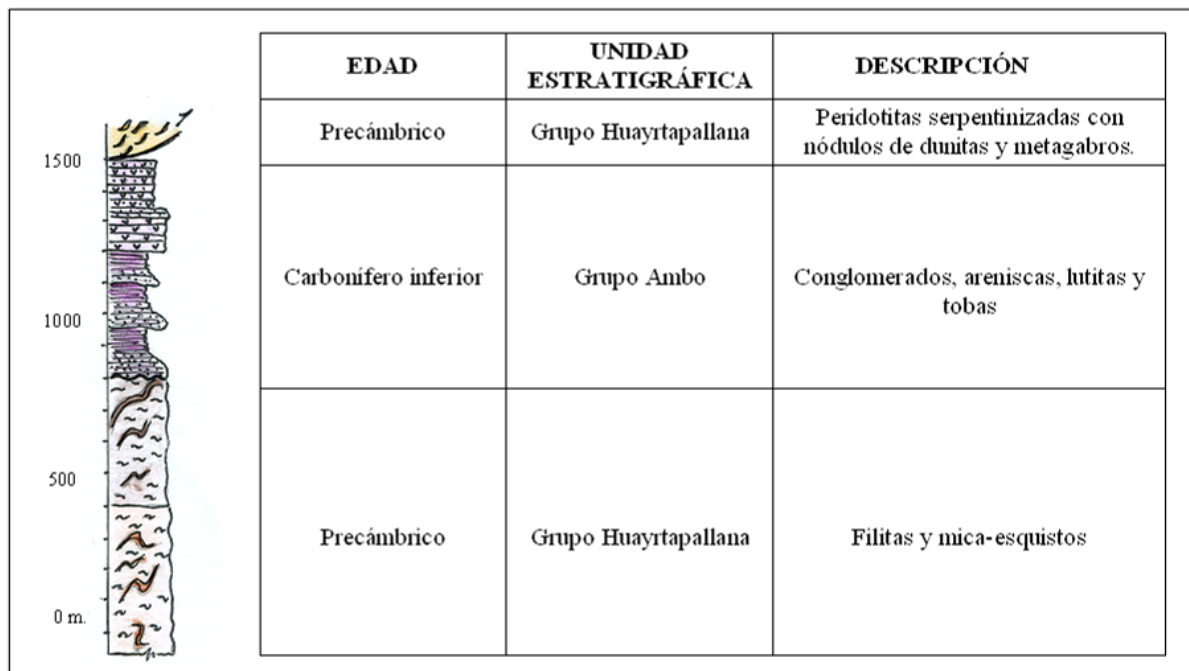 EDAD
UNIDAD
ESTRATIGRÁFICA
DESCRIPCIÓN
Precámbrico
Grupo Huayrtapallana
Peridotitas serpentinizadas con
nódulos de dunitas y metagabros.
1500
Carbonífero inferior
Grupo Ambo
Conglomerados, areniscas, lutitas y
tobas
1000
500
Precámbrico
Grupo Huayrtapallana
Filitas y mica-esquistos
0 m.